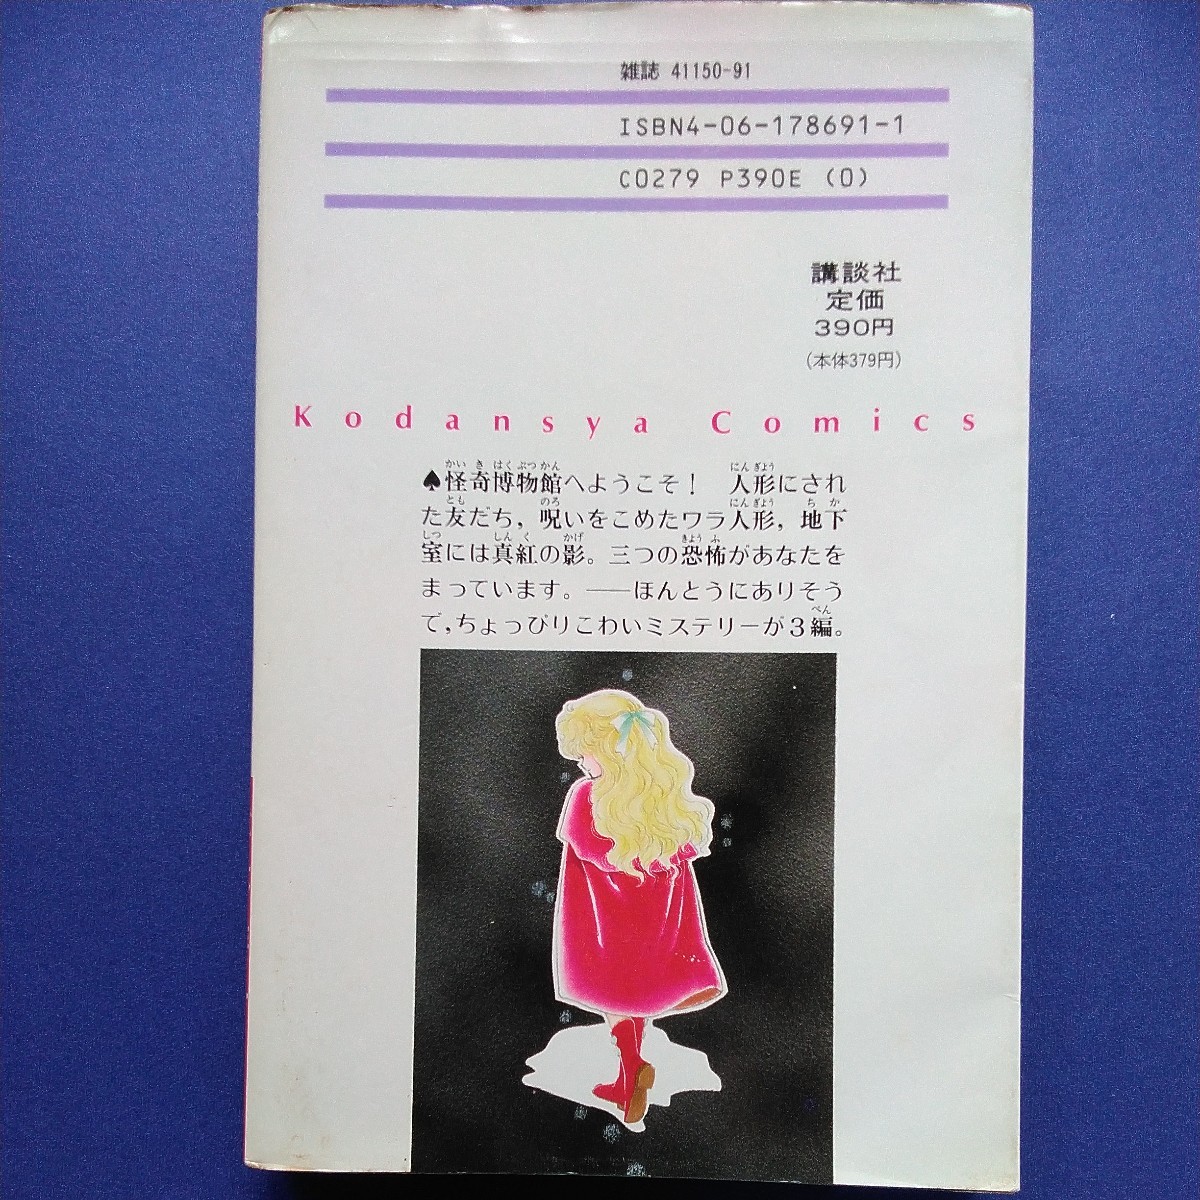 雑誌 41150-91
ISBN4-06-178691-1
C0279 P390E (0)
講談社
定価
390円
(本体379円)
Kodansya Comics
♠怪奇博物館へようこそ! 人形にされ
た友だち,呪いをこめたワラ人形,地下
室には真紅の影。三つの恐怖があなたを
まっています。――ほんとうにありそう
で,ちょっぴりこわいミステリーが3編。